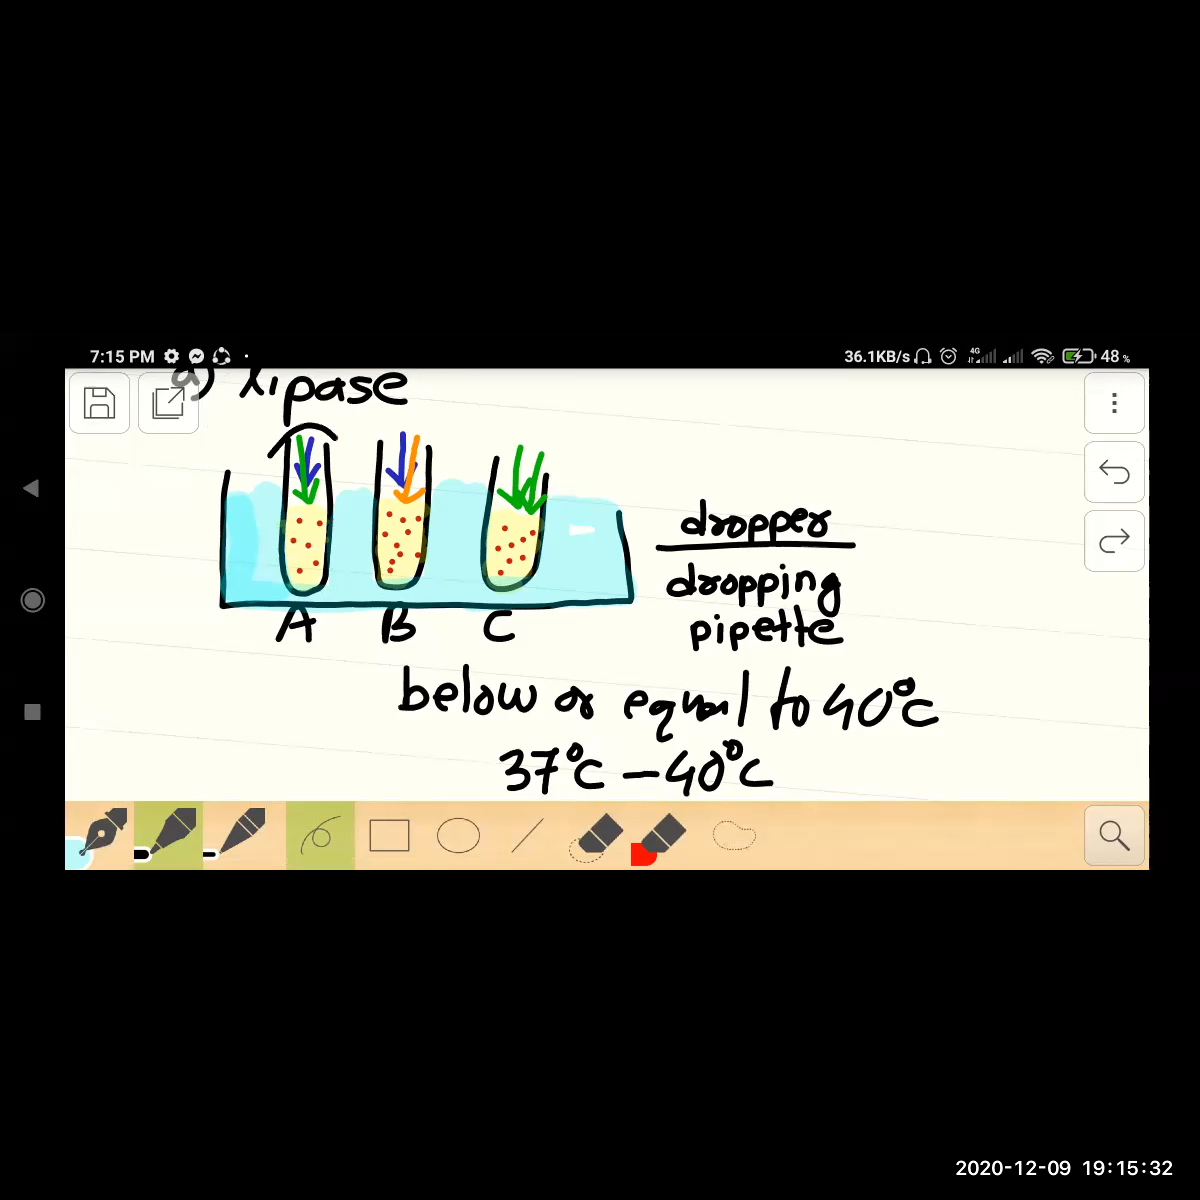 7:15 PM
36.1KB/s 4G 48 %
a) Lipase
A B C
dropper
dropping
pipette
below or equal to 40°C
37°C – 40°C
2020-12-09 19:15:32